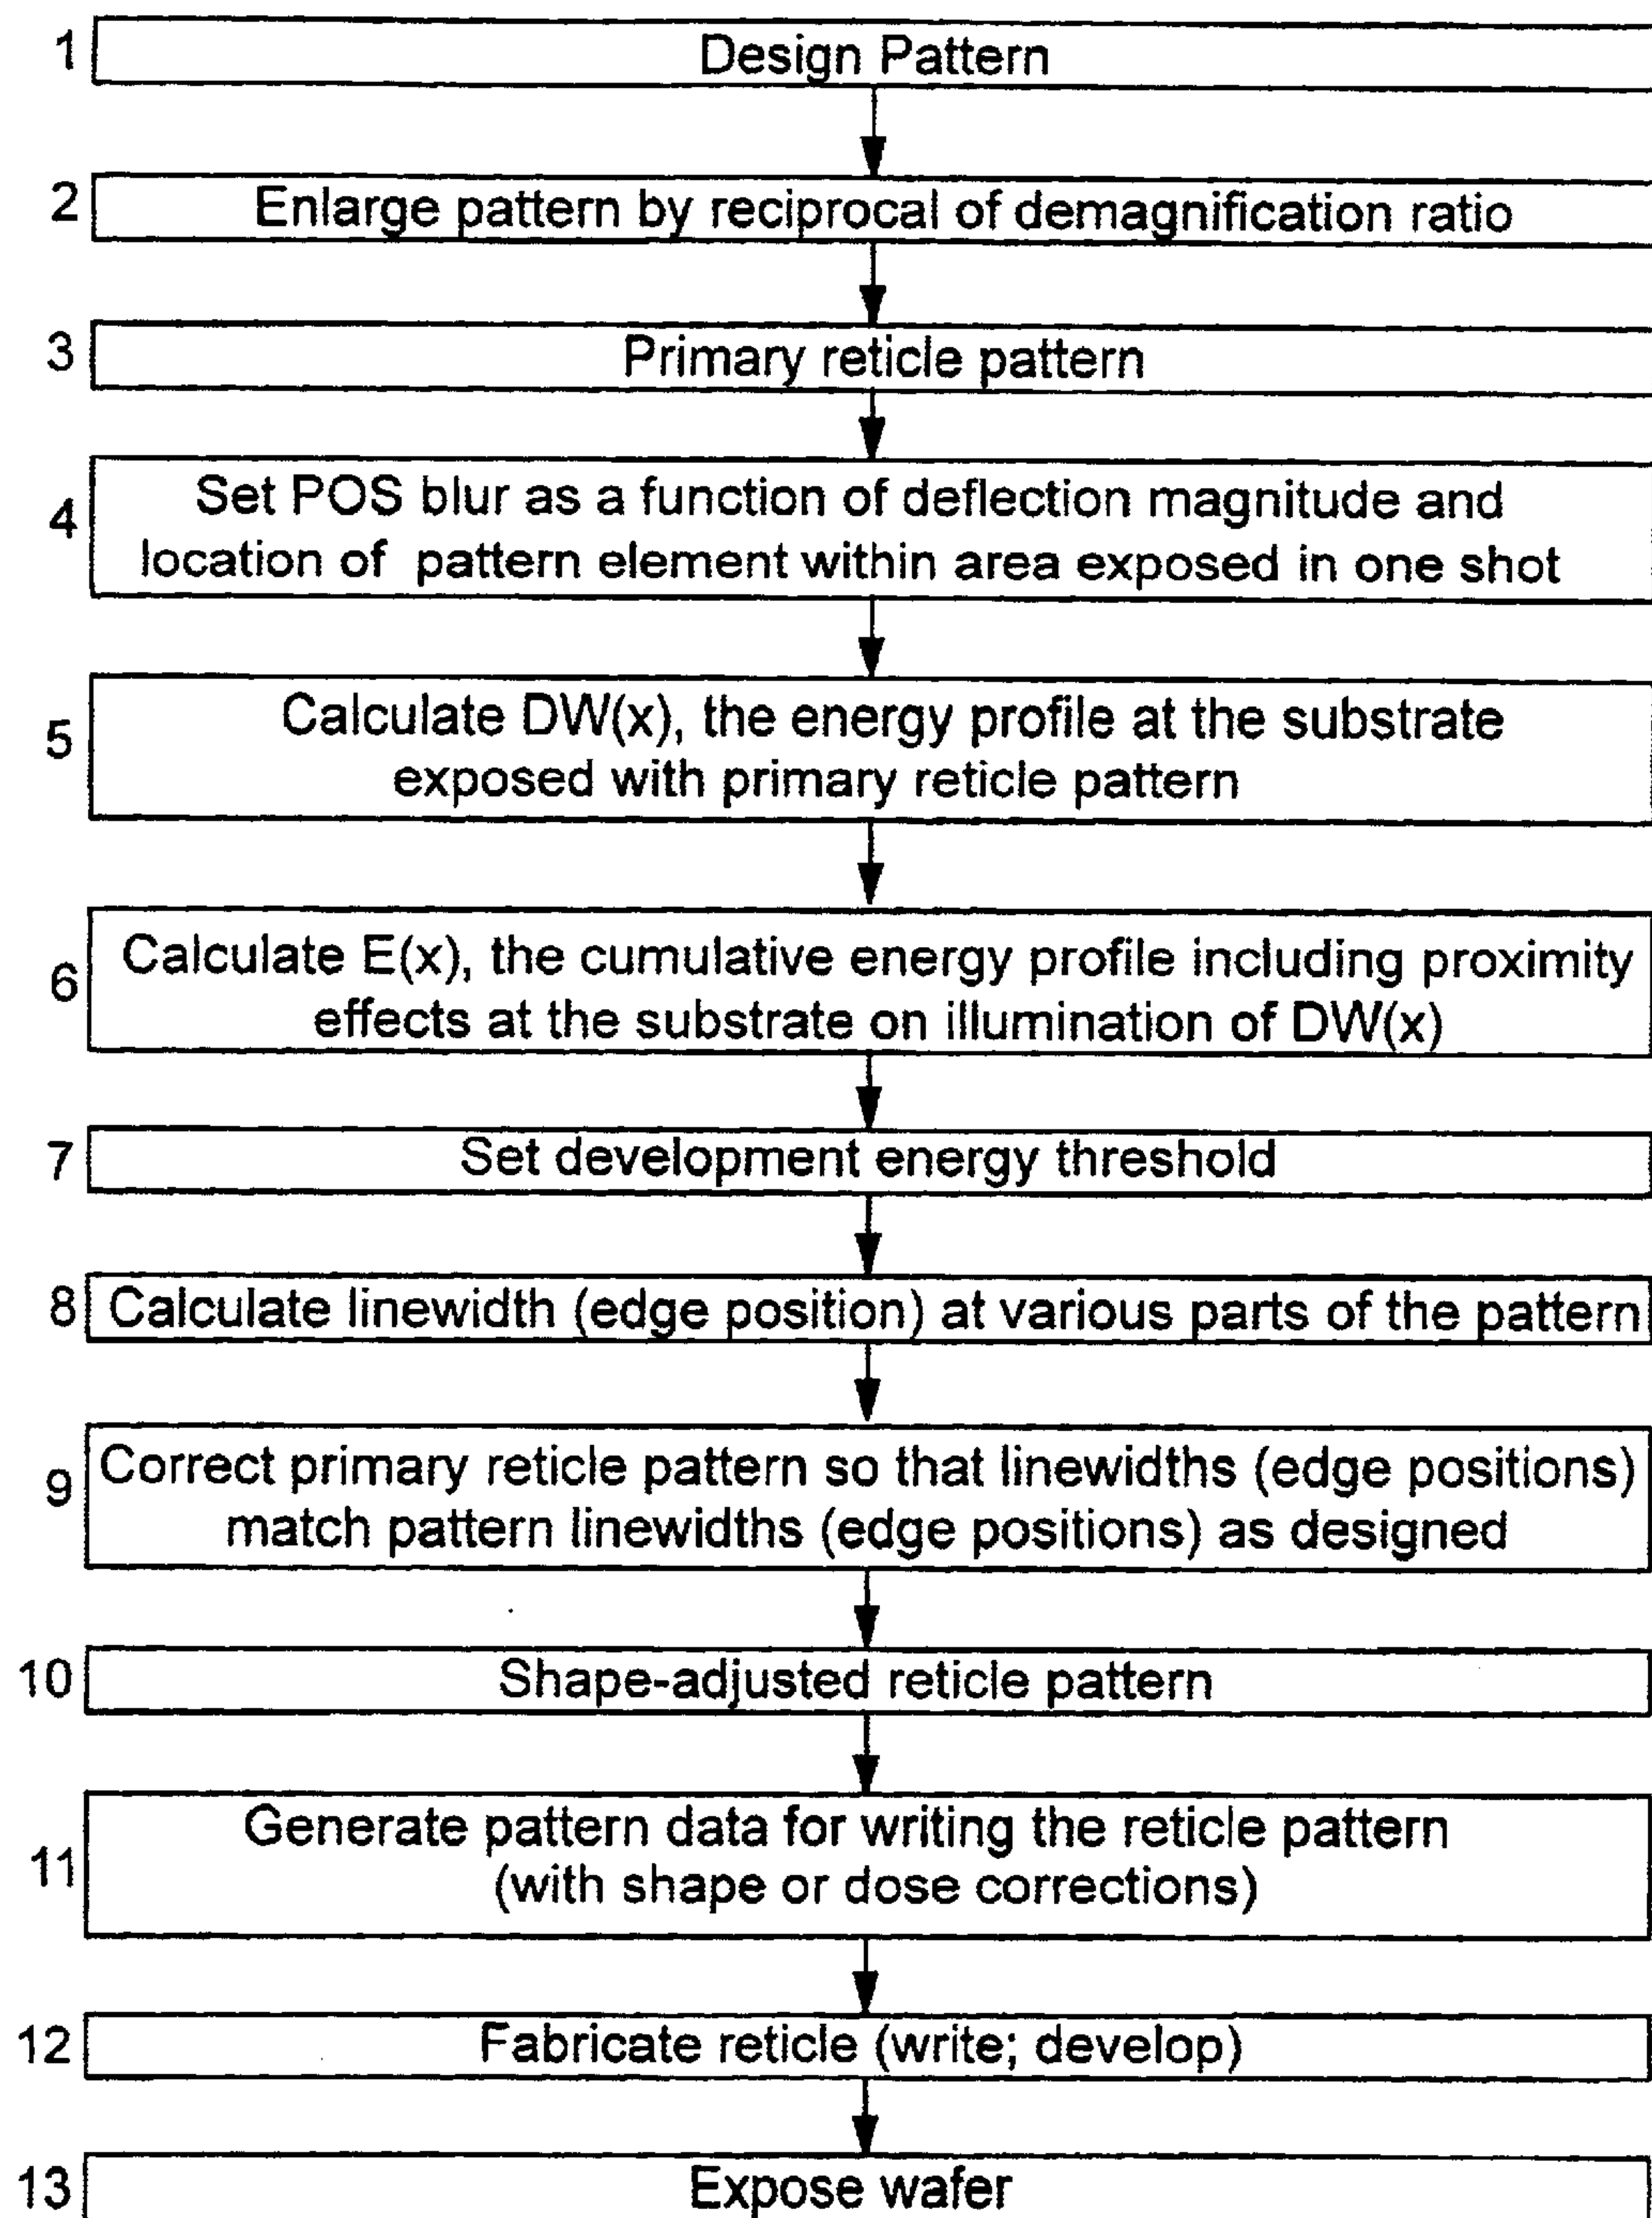 1 Design Pattern
2 Enlarge pattern by reciprocal of demagnification ratio
3 Primary reticle pattern
4 Set POS blur as a function of deflection magnitude and
location of pattern element within area exposed in one shot
5 Calculate DW(x), the energy profile at the substrate
exposed with primary reticle pattern
6 Calculate E(x), the cumulative energy profile including proximity
effects at the substrate on illumination of DW(x)
7 Set development energy threshold
8 Calculate linewidth (edge position) at various parts of the pattern
9 Correct primary reticle pattern so that linewidths (edge positions)
match pattern linewidths (edge positions) as designed
10 Shape-adjusted reticle pattern
11 Generate pattern data for writing the reticle pattern
(with shape or dose corrections)
12 Fabricate reticle (write; develop)
13 Expose wafer